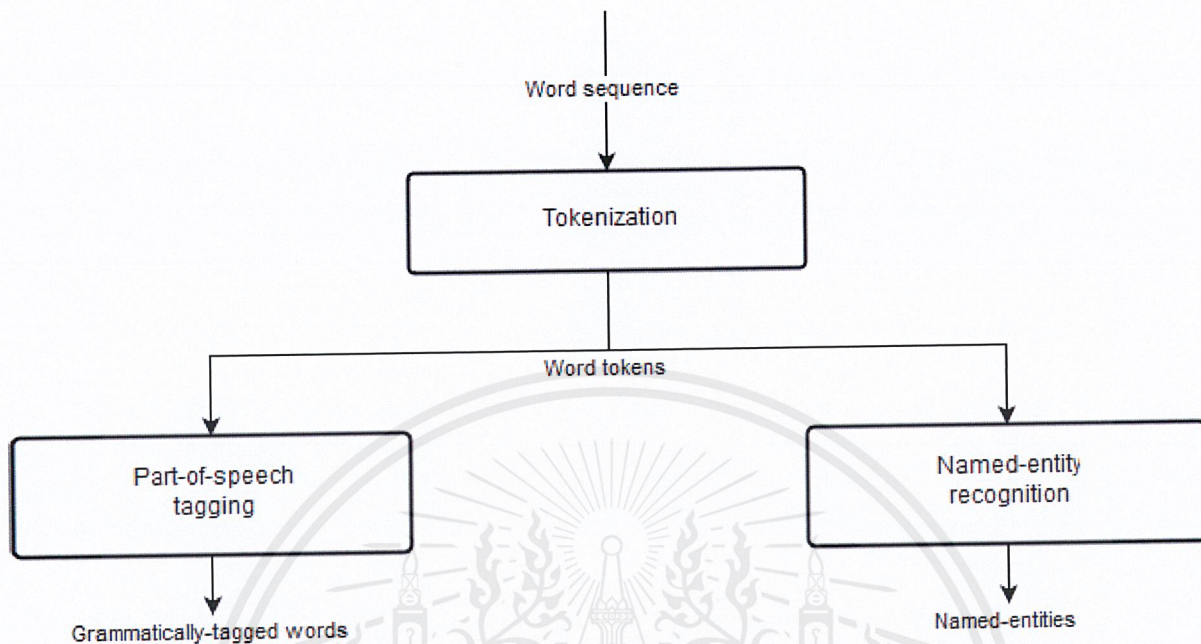 Word sequence
Tokenization
Word tokens
Part-of-speech
tagging
Named-entity
recognition
Grammatically-tagged words
Named-entities